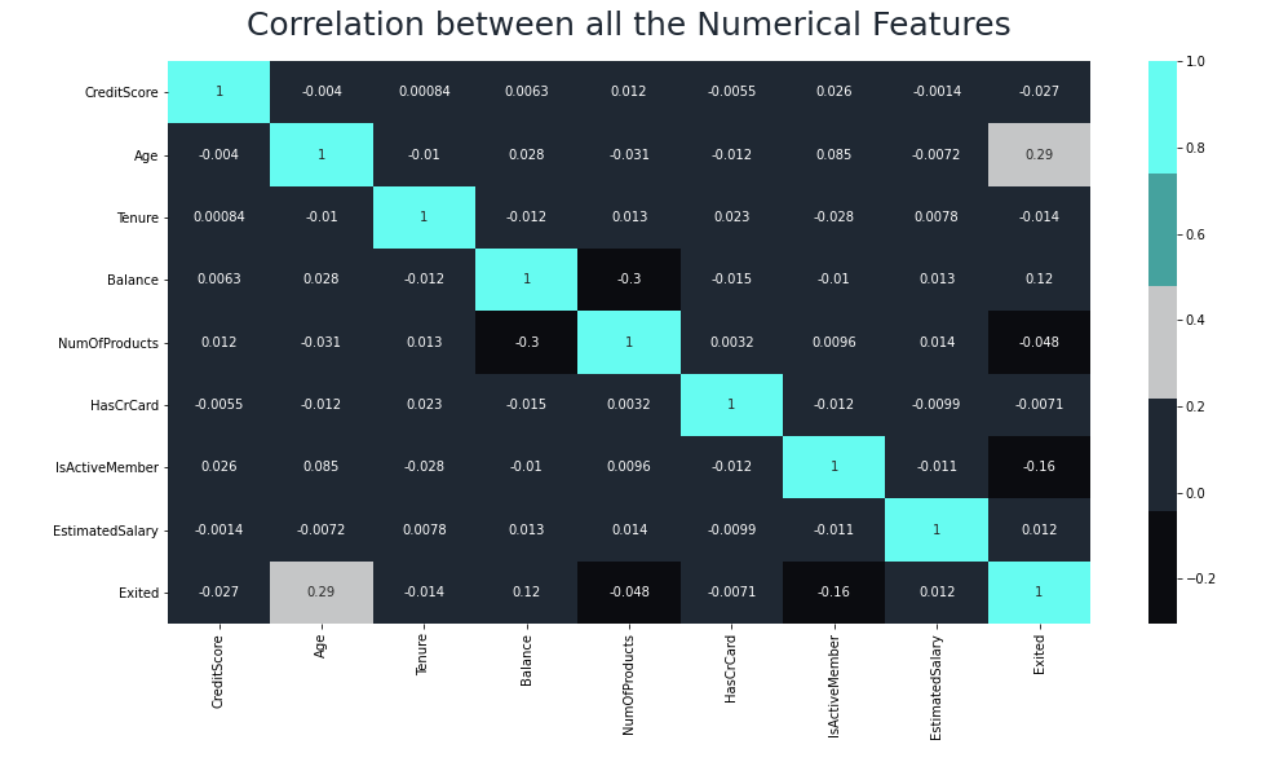 Correlation between all the Numerical Features
CreditScore 1 -0.004 0.00084 0.0063 0.012 -0.0055 0.026 -0.0014 -0.027
Age -0.004 1 -0.01 0.028 -0.031 -0.012 0.085 -0.0072 0.29
Tenure 0.00084 -0.01 1 -0.012 0.013 0.023 -0.028 0.0078 -0.014
Balance 0.0063 0.028 -0.012 1 -0.3 -0.015 -0.01 0.013 0.12
NumOfProducts 0.012 -0.031 0.013 -0.3 1 0.0032 0.0096 0.014 -0.048
HasCrCard -0.0055 -0.012 0.023 -0.015 0.0032 1 -0.012 -0.0099 -0.0071
IsActiveMember 0.026 0.085 -0.028 -0.01 0.0096 -0.012 1 -0.011 -0.16
EstimatedSalary -0.0014 -0.0072 0.0078 0.013 0.014 -0.0099 -0.011 1 0.012
Exited -0.027 0.29 -0.014 0.12 -0.048 -0.0071 -0.16 0.012 1
CreditScore
Age
Tenure
Balance
NumOfProducts
HasCrCard
IsActiveMember
EstimatedSalary
Exited
1.0
0.8
0.6
0.4
0.2
0.0
−0.2